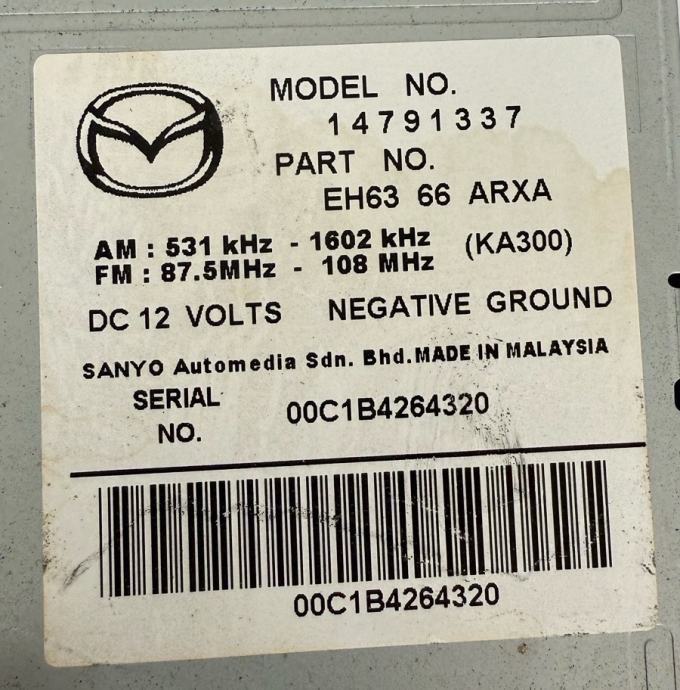 MODEL NO.
14791337
PART NO.
EH63 66 ARXA
AM : 531 kHz - 1602 kHz (KA300)
FM : 87.5MHz - 108 MHz
DC 12 VOLTS NEGATIVE GROUND
SANYO Automedia Sdn. Bhd. MADE IN MALAYSIA
SERIAL
NO.
00C1B4264320
00C1B4264320